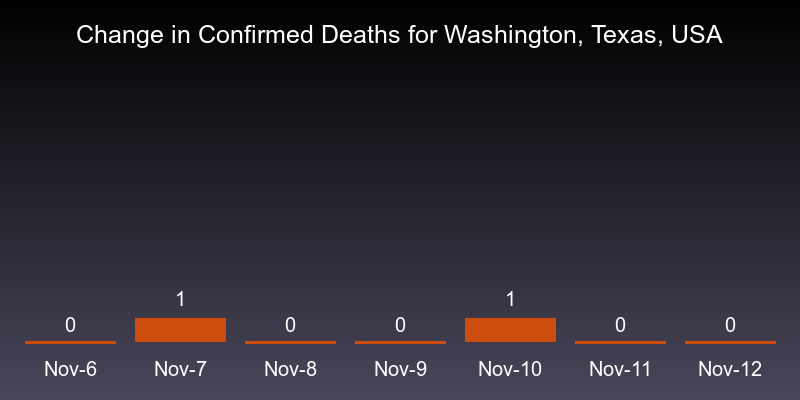 Change in Confirmed Deaths for Washington, Texas, USA
0 1 0 0 1 0 0
Nov-6 Nov-7 Nov-8 Nov-9 Nov-10 Nov-11 Nov-12